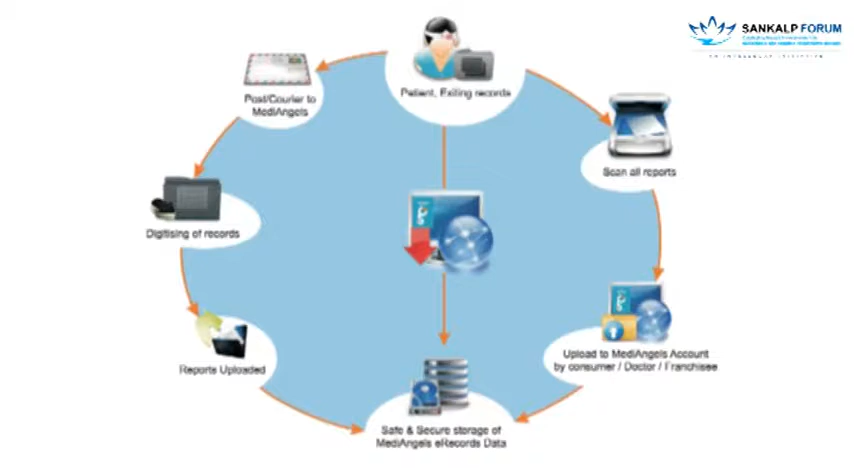 SANKALP FORUM
Patient, Exiting records
Post/Courier to
MediAngels
Scan all reports
Digitising of records
Reports Uploaded
Upload to MediAngels Account
by consumer / Doctor / Franchisee
Safe & Secure storage of
MediAngels eRecords Data